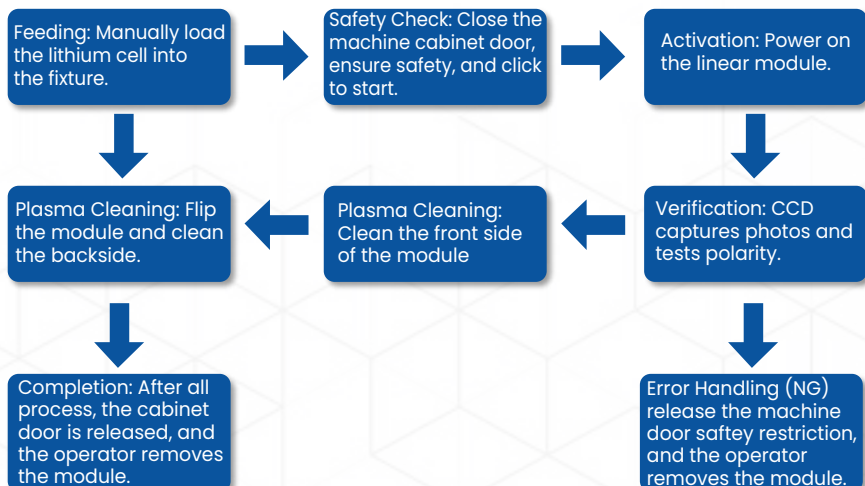 Feeding: Manually load
the lithium cell into
the fixture.
Safety Check: Close the
machine cabinet door,
ensure safety, and click
to start.
Activation: Power on
the linear module.
Plasma Cleaning: Flip
the module and clean
the backside.
Plasma Cleaning:
Clean the front side
of the module
Verification: CCD
captures photos and
tests polarity.
Completion: After all
process, the cabinet
door is released, and
the operator removes
the module.
Error Handling (NG)
release the machine
door saftey restriction,
and the operator
removes the module.